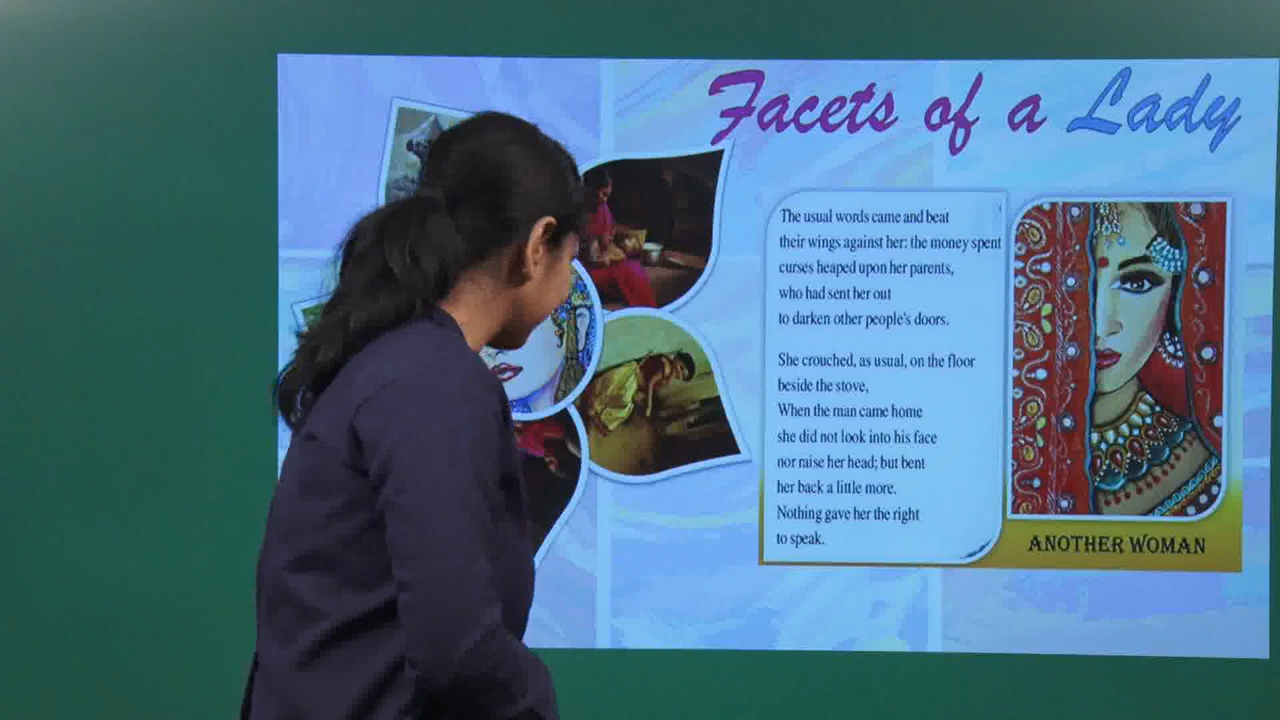 Facets of a Lady
The usual words came and beat
their wings against her: the money spent
curses heaped upon her parents,
who had sent her out
to darken other people's doors.
She crouched, as usual, on the floor
beside the stove,
When the man came home
she did not look into his face
nor raise her head; but bent
her back a little more.
Nothing gave her the right
to speak.
ANOTHER WOMAN